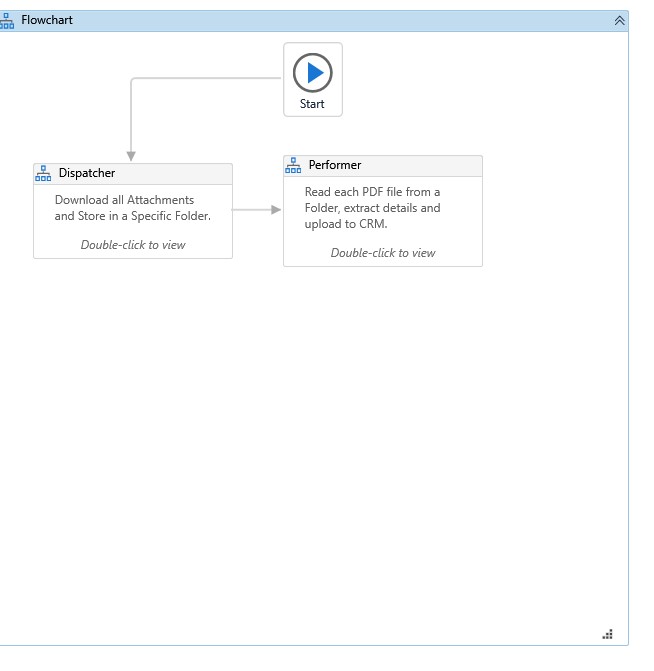 Flowchart
Start
Dispatcher
Download all Attachments
and Store in a Specific Folder.
Double-click to view
Performer
Read each PDF file from a
Folder, extract details and
upload to CRM.
Double-click to view